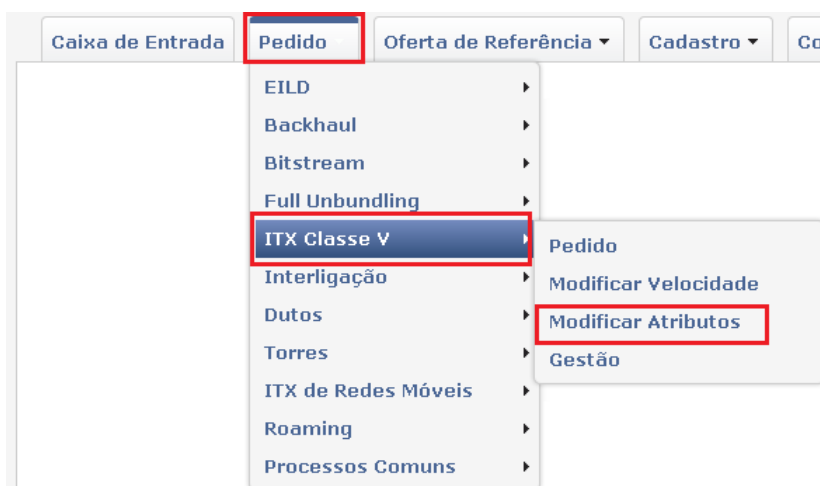 Caixa de Entrada Pedido Oferta de Referência Cadastro
EILD
Backhaul
Bitstream
Full Unbundling
ITX Classe V
Pedido
Interligação
Modificar Velocidade
Dutos
Modificar Atributos
Torres
Gestão
ITX de Redes Móveis
Roaming
Processos Comuns